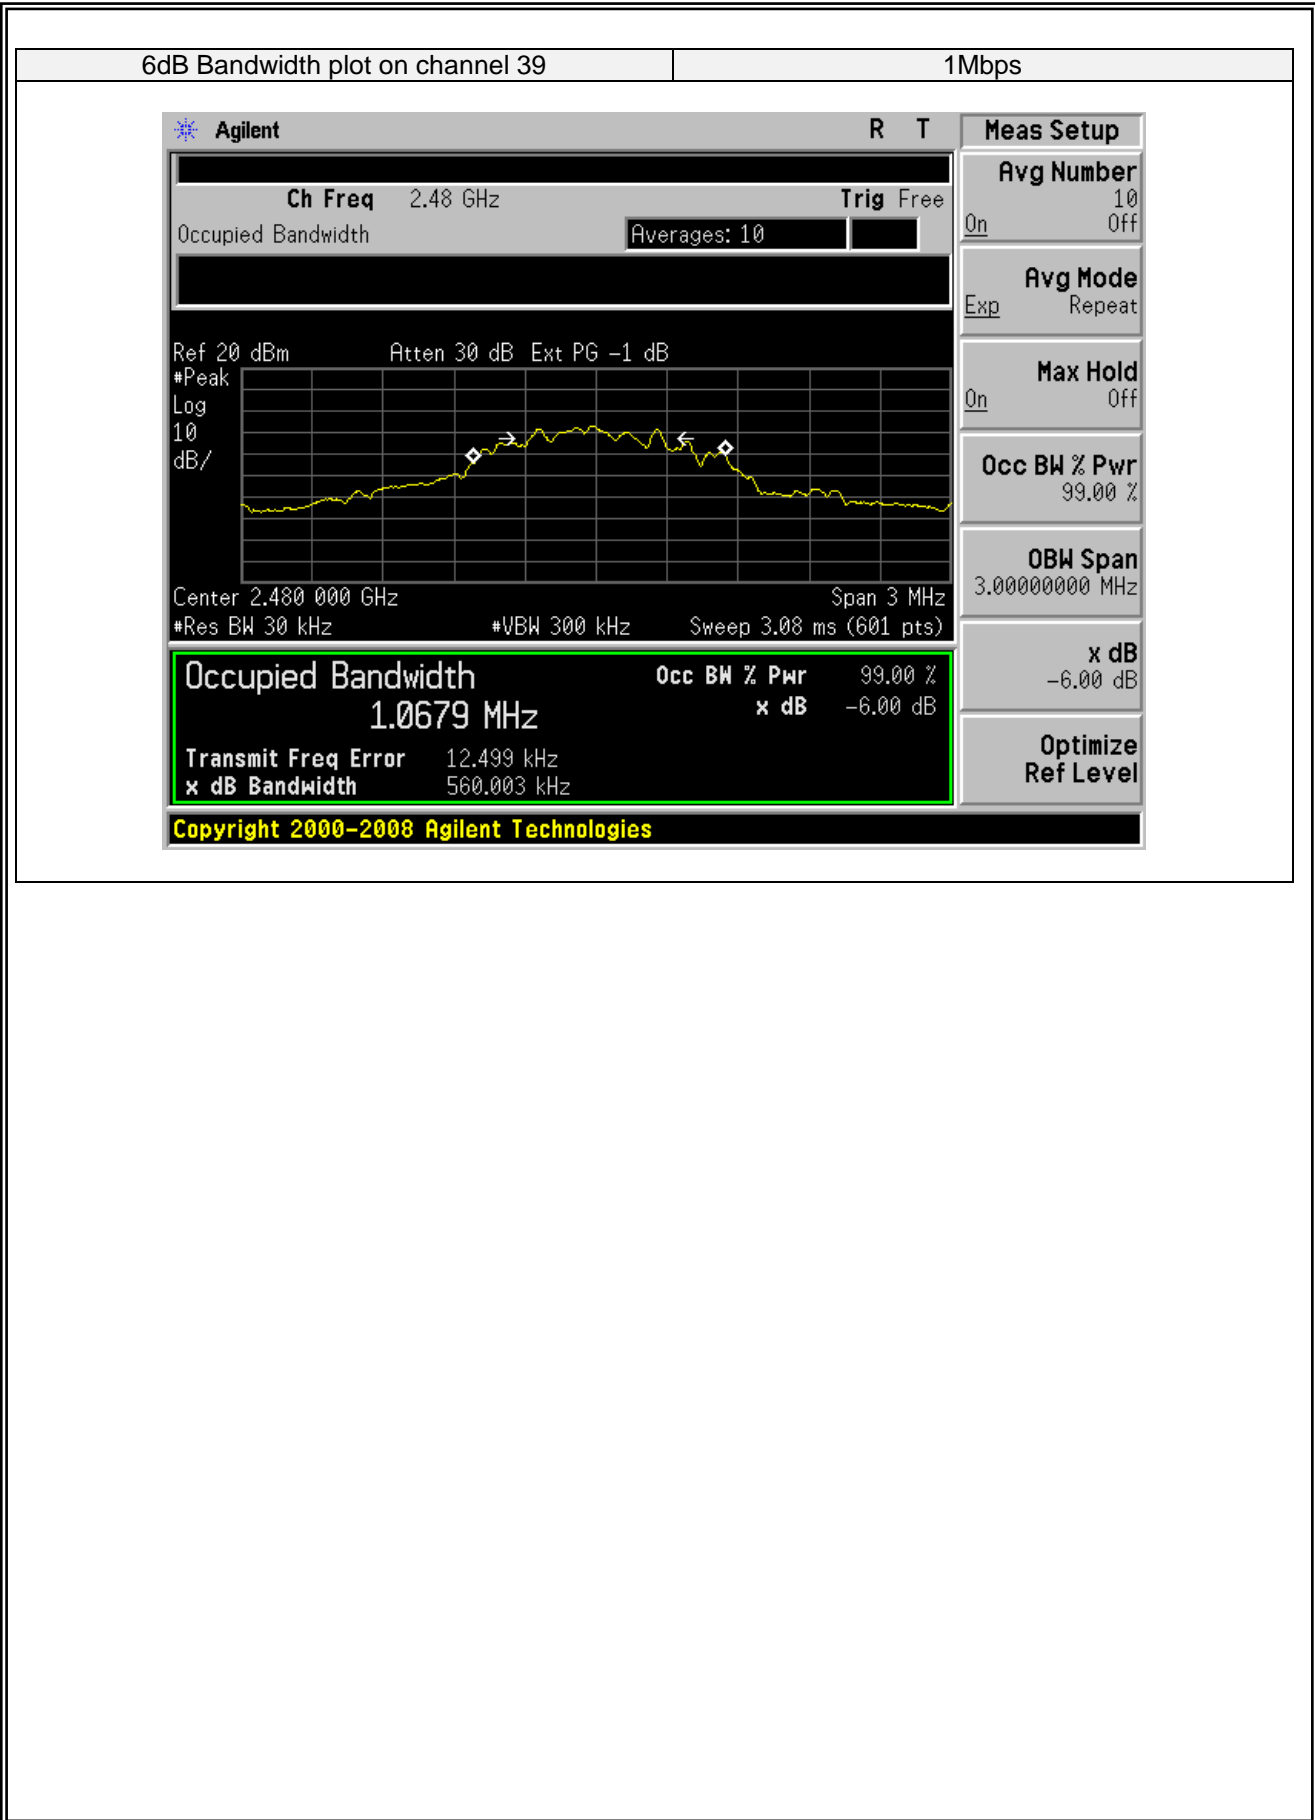 6dB Bandwidth plot on channel 39 1Mbps
Agilent R T
Ch Freq 2.48 GHz Trig Free
Occupied Bandwidth Averages: 10
Ref 20 dBm Atten 30 dB Ext PG -1 dB
#Peak
Log
10
dB/
Center 2.480 000 GHz Span 3 MHz
#Res BW 30 kHz #VBW 300 kHz Sweep 3.08 ms (601 pts)
Occupied Bandwidth Occ BW % Pwr 99.00 %
1.0679 MHz x dB -6.00 dB
Transmit Freq Error 12.499 kHz
x dB Bandwidth 560.003 kHz
Copyright 2000-2008 Agilent Technologies
Meas Setup
Avg Number
10
On Off
Avg Mode
Exp Repeat
Max Hold
On Off
Occ BW % Pwr
99.00 %
OBW Span
3.00000000 MHz
x dB
-6.00 dB
Optimize
Ref Level